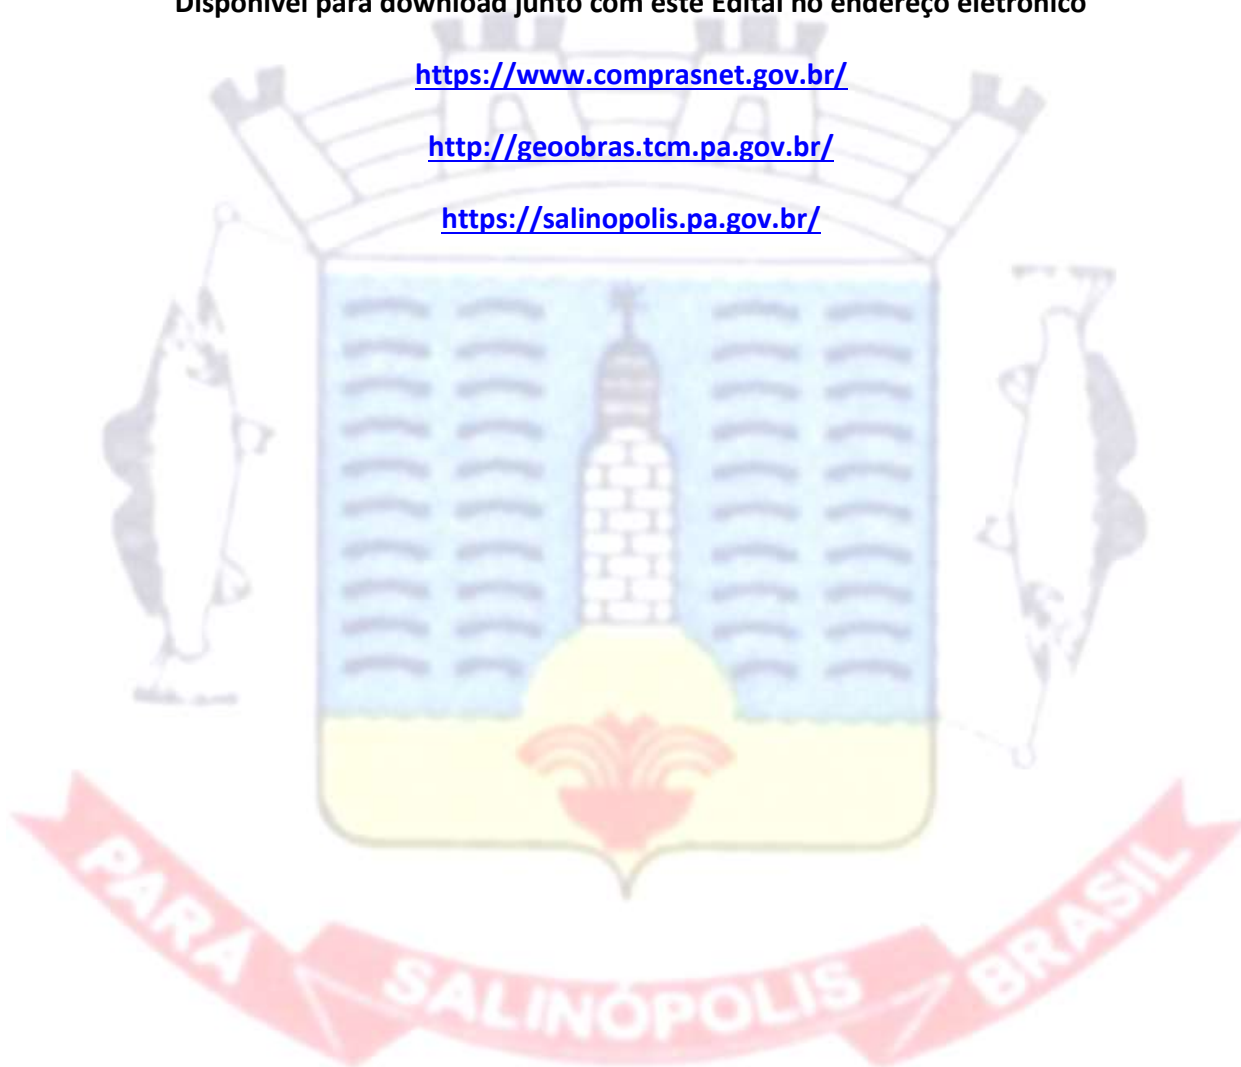 Disponível para download junto com este Edital no endereço eletrônico
https://www.comprasnet.gov.br/
http://geoobras.tcm.pa.gov.br/
https://salinopolis.pa.gov.br/
PARÁ
SALINÓPOLIS
BRASIL